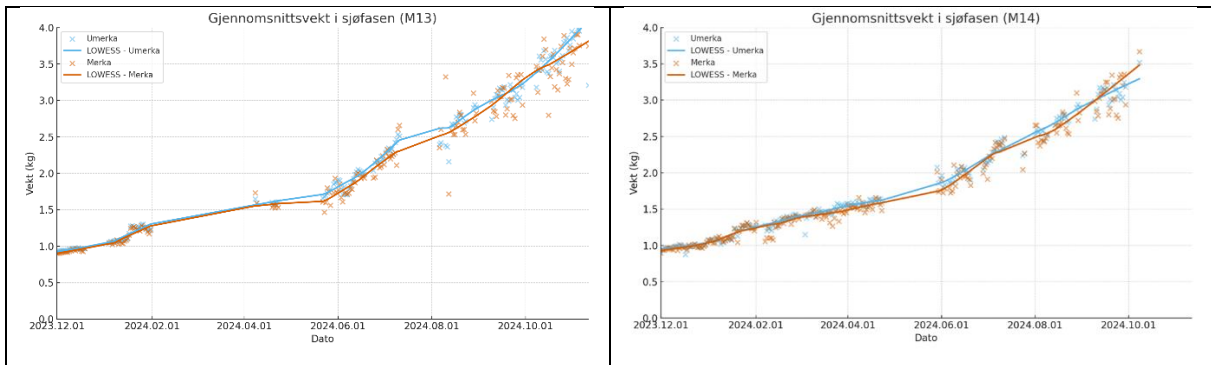 Gjennomsnittsvekt i sjøfasen (M13)
Umerka
LOWESS - Umerka
Merka
LOWESS - Merka
Vekt (kg)
4.0
3.5
3.0
2.5
2.0
1.5
1.0
0.5
0.0
2023.12.01
2024.02.01
2024.04.01
2024.06.01
2024.08.01
2024.10.01
Dato
Gjennomsnittsvekt i sjøfasen (M14)
Umerka
LOWESS - Umerka
Merka
LOWESS - Merka
Vekt (kg)
4.0
3.5
3.0
2.5
2.0
1.5
1.0
0.5
0.0
2023.12.01
2024.02.01
2024.04.01
2024.06.01
2024.08.01
2024.10.01
Dato